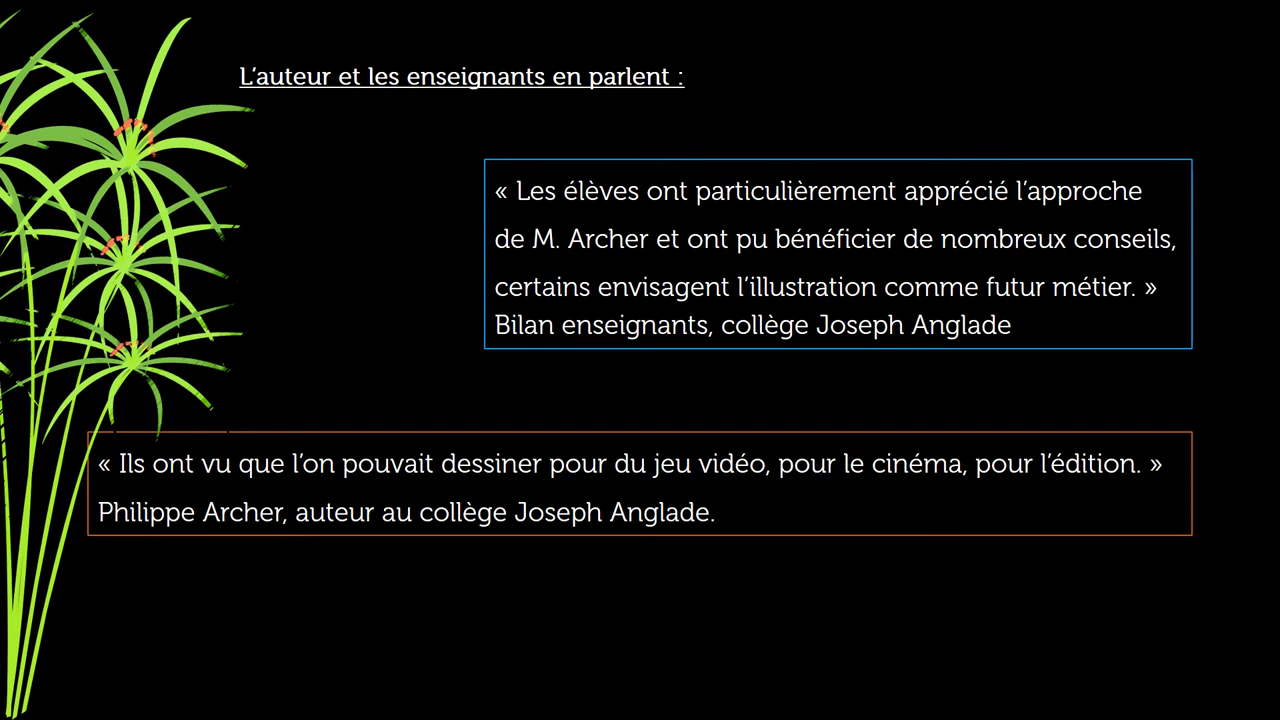 L’auteur et les enseignants en parlent :
« Les élèves ont particulièrement apprécié l’approche
de M. Archer et ont pu bénéficier de nombreux conseils,
certains envisagent l’illustration comme futur métier. »
Bilan enseignants, collège Joseph Anglade
« Ils ont vu que l’on pouvait dessiner pour du jeu vidéo, pour le cinéma, pour l’édition. »
Philippe Archer, auteur au collège Joseph Anglade.